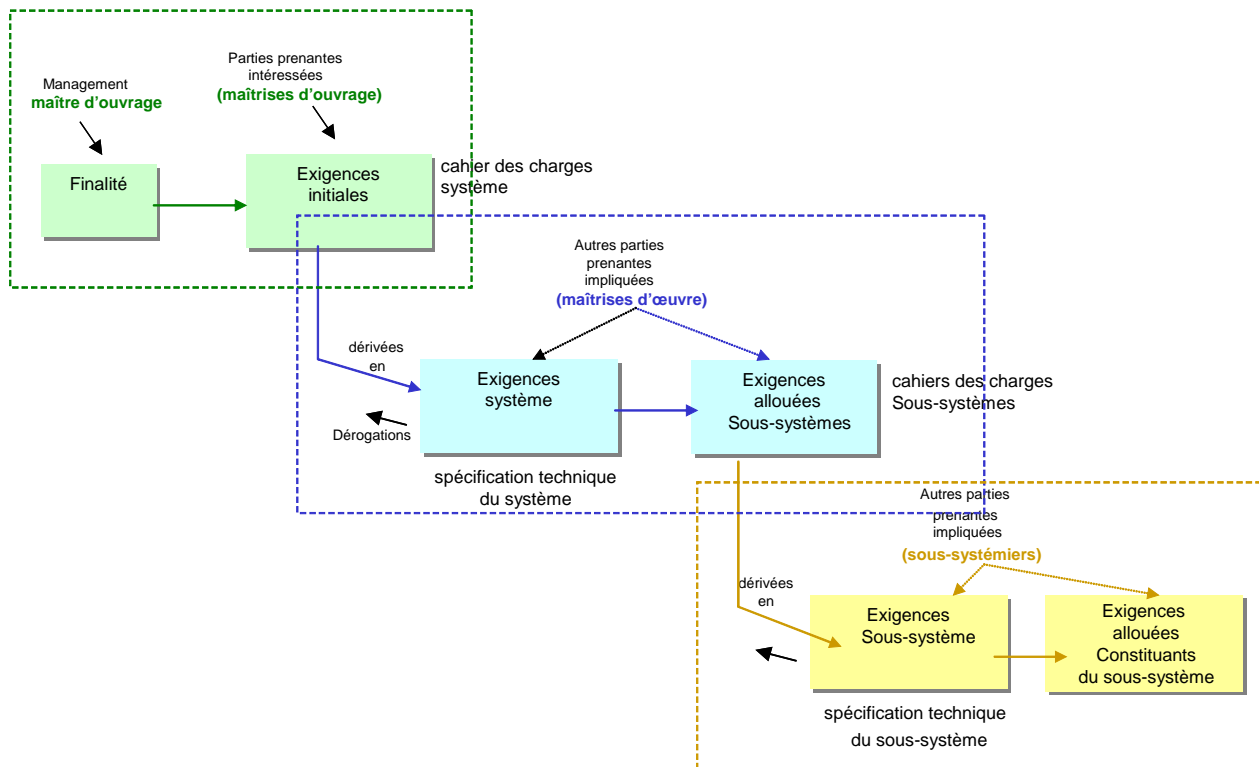 Management
maître d'ouvrage
Parties prenantes
intéressées
(maîtrises d'ouvrage)
Finalité
Exigences
initiales
cahier des charges
système
Autres parties
prenantes
impliquées
(maîtrises d'œuvre)
dérivées
en
Exigences
système
Exigences
allouées
Sous-systèmes
cahiers des charges
Sous-systèmes
Dérogations
spécification technique
du système
Autres parties
prenantes
impliquées
(sous-systémiers)
dérivées
en
Exigences
Sous-système
Exigences
allouées
Constituants
du sous-système
spécification technique
du sous-système